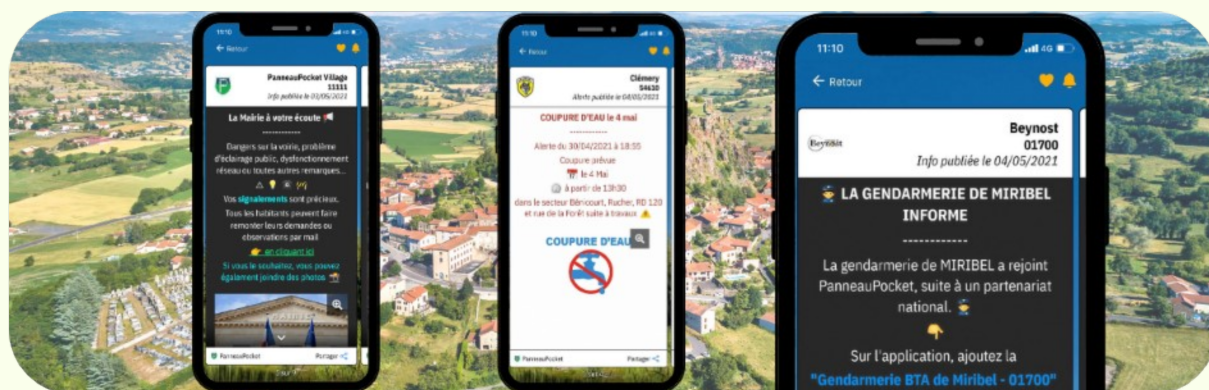 11:10
Retour
PanneauPocket Village
11111
Info publiée le 03/05/2021
La Mairie à votre écoute
------------
Dangers sur la voirie, problème
d'éclairage public, dysfonctionnement
réseau ou toutes autres remarques...
Vos signalements sont précieux.
Tous les habitants peuvent faire
remonter leurs demandes ou
observations par mail
en cliquant ici
Si vous le souhaitez, vous pouvez
également joindre des photos
PanneauPocket
Partager
11:10
Retour
Clémery
54610
Alerte publiée le 04/05/2021
COUPURE D'EAU le 4 mai
------------
Alerte du 30/04/2021 à 18:55
Coupure prévue
le 4 Mai
à partir de 13h30
dans le secteur Bénicourt, Rucher, RD 120
et rue de la Forêt suite à travaux
COUPURE D'EAU
PanneauPocket
Partager
11:10
4G
Retour
Beynost
Beynost
01700
Info publiée le 04/05/2021
LA GENDARMERIE DE MIRIBEL
INFORME
------------
La gendarmerie de MIRIBEL a rejoint
PanneauPocket, suite à un partenariat
national.
Sur l'application, ajoutez la
"Gendarmerie BTA de Miribel - 01700"